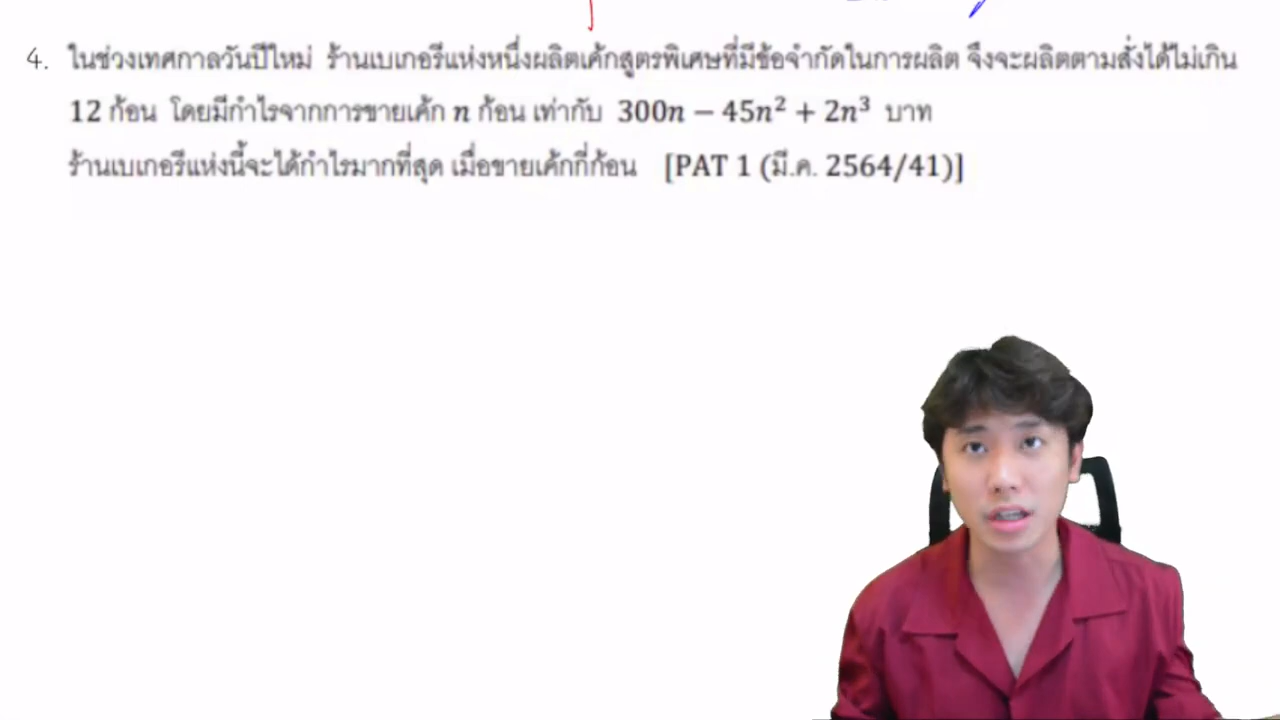 4. ในช่วงเทศกาลวันปีใหม่ ร้านเบเกอรีแห่งหนึ่งผลิตเค้กสูตรพิเศษที่มีข้อจำกัดในการผลิต จึงจะผลิตตามสั่งได้ไม่เกิน
12 ก้อน โดยมีกำไรจากการขายเค้ก n ก้อน เท่ากับ 300n − 45n² + 2n³ บาท
ร้านเบเกอรีแห่งนี้จะได้กำไรมากที่สุด เมื่อขายเค้กกี่ก้อน [PAT 1 (มี.ค. 2564/41)]